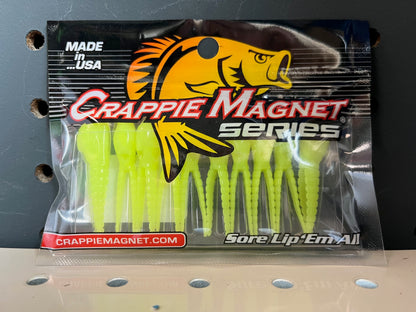 MADE
in
...USA
CRAPPIE MAGNET
SERIES®
CRAPPIEMAGNET.COM
Sore Lip 'Em All